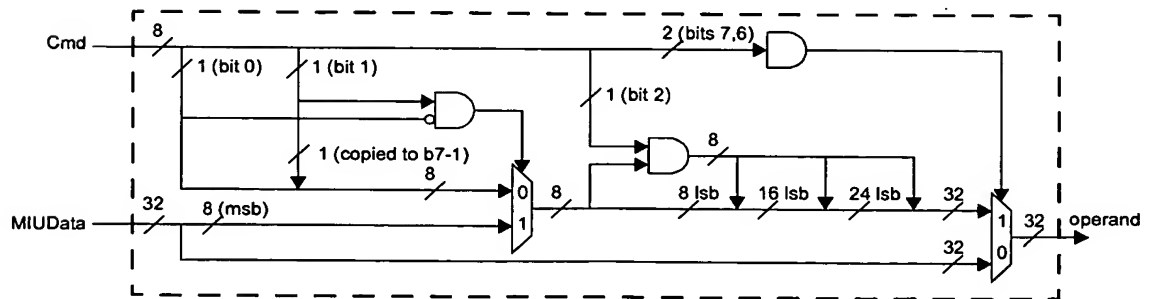 Cmd
8
2 (bits 7,6)
1 (bit 0)
1 (bit 1)
1 (bit 2)
1 (copied to b7-1)
8
8
0
1
8
8 lsb
16 lsb
24 lsb
32
MIUData
32
8 (msb)
1
0
32
operand
32